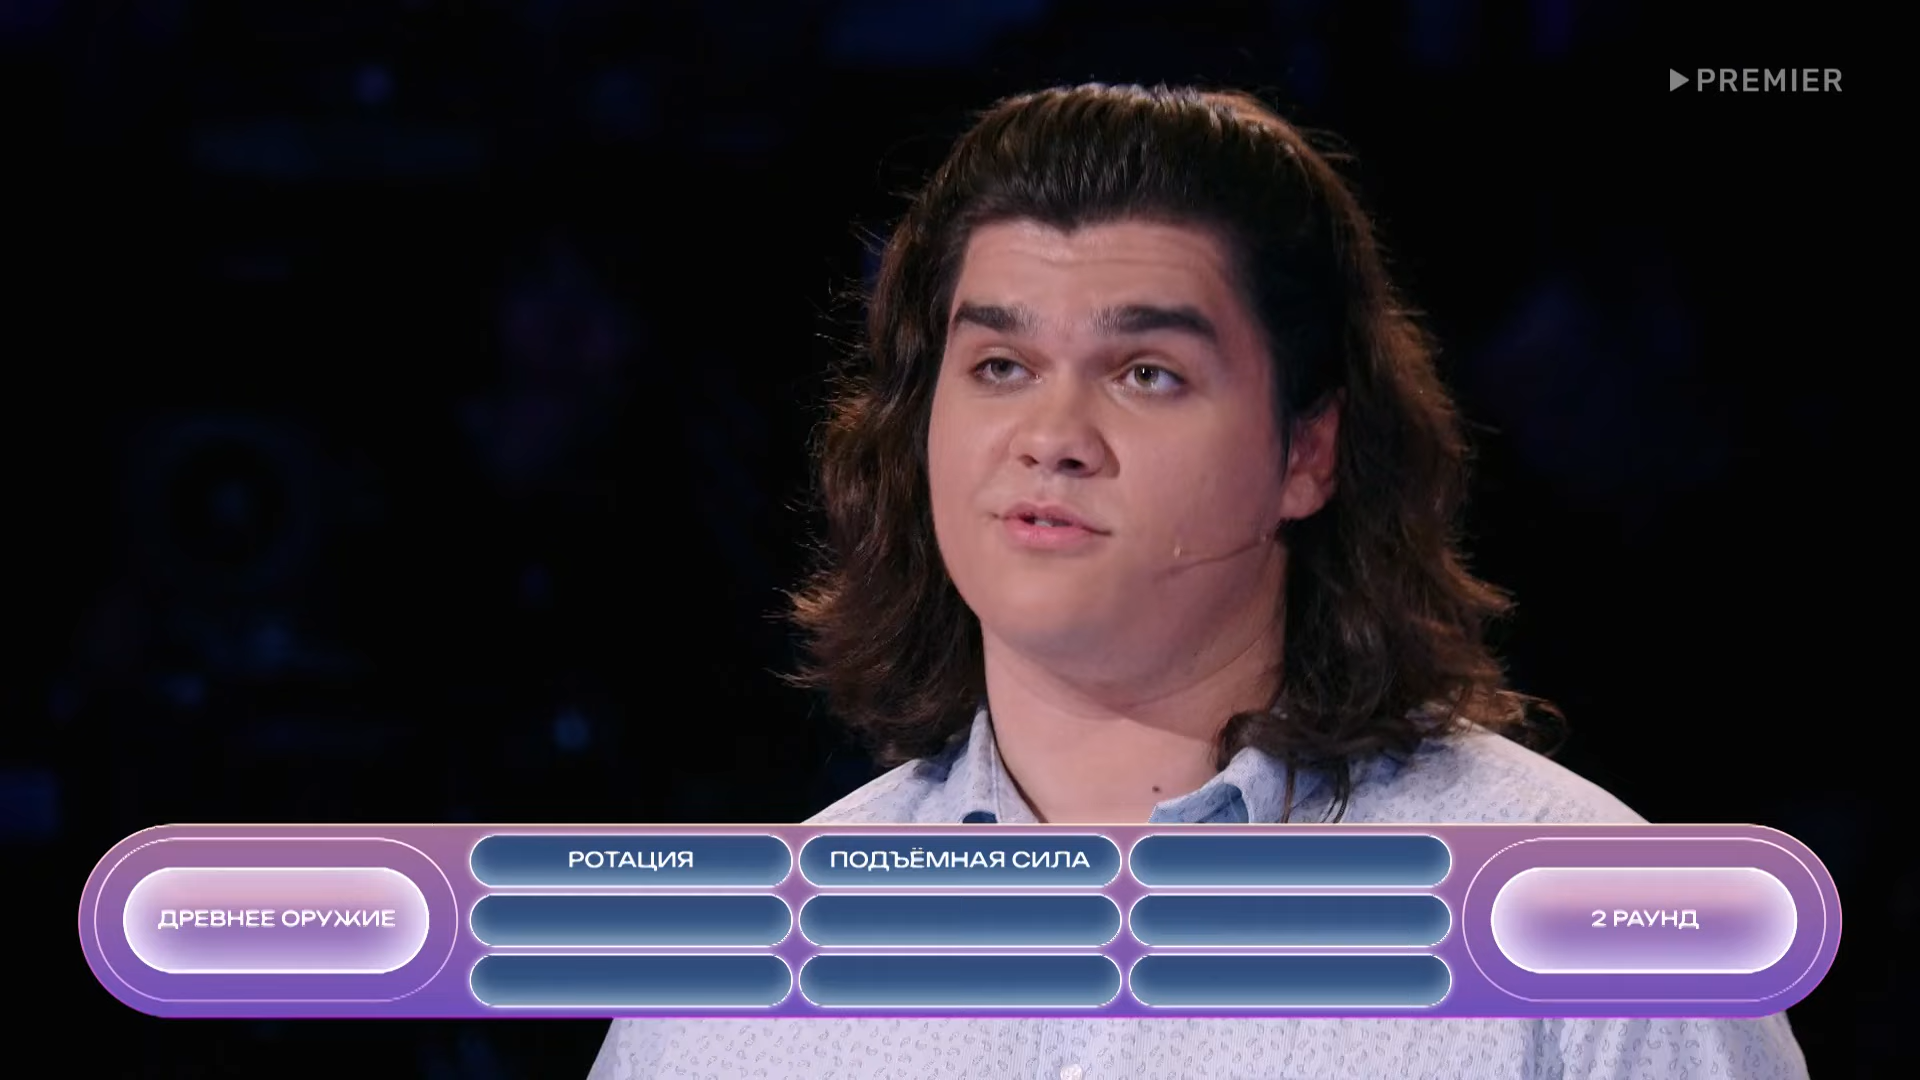 PREMIER
ДРЕВНЕЕ ОРУЖИЕ
РОТАЦИЯ
ПОДЪЁМНАЯ СИЛА
2 РАУНД